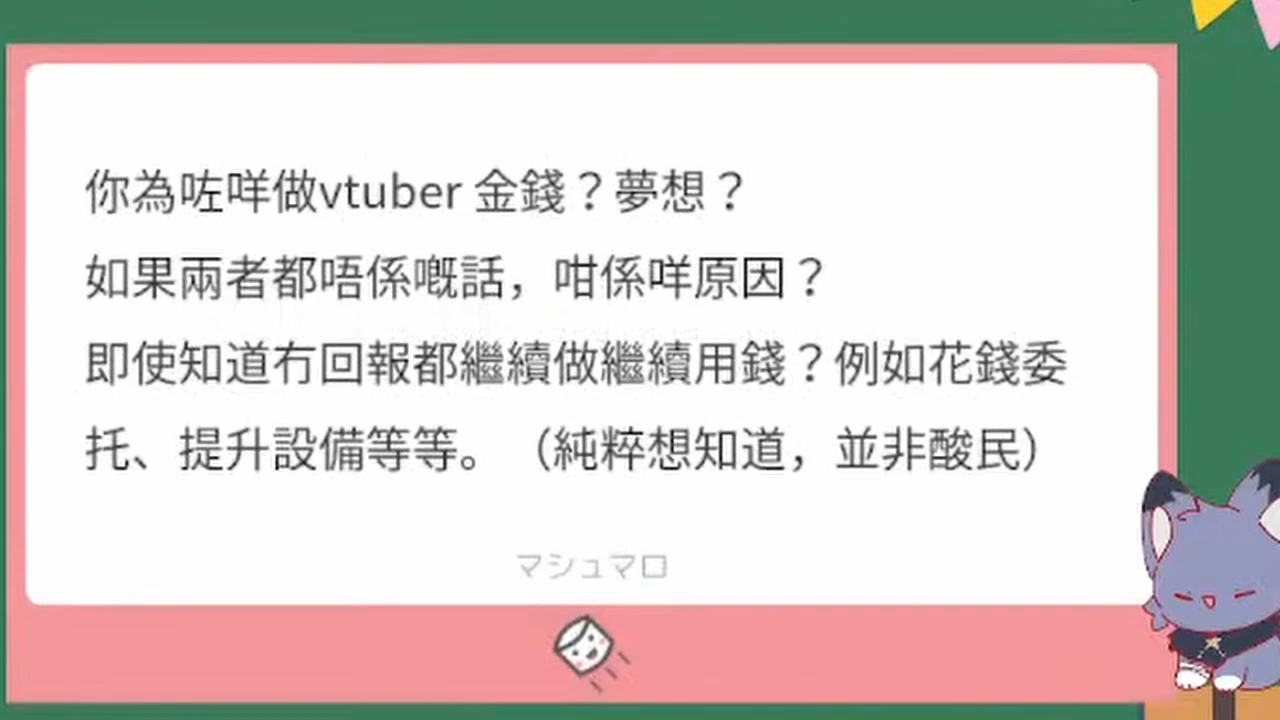 你為咗咩做vtuber 金錢？夢想？
如果兩者都唔係嘅話，咁係咩原因？
即使知道冇回報都繼續做繼續用錢？例如花錢委
托、提升設備等等。（純粹想知道，並非酸民）
マシュマロ